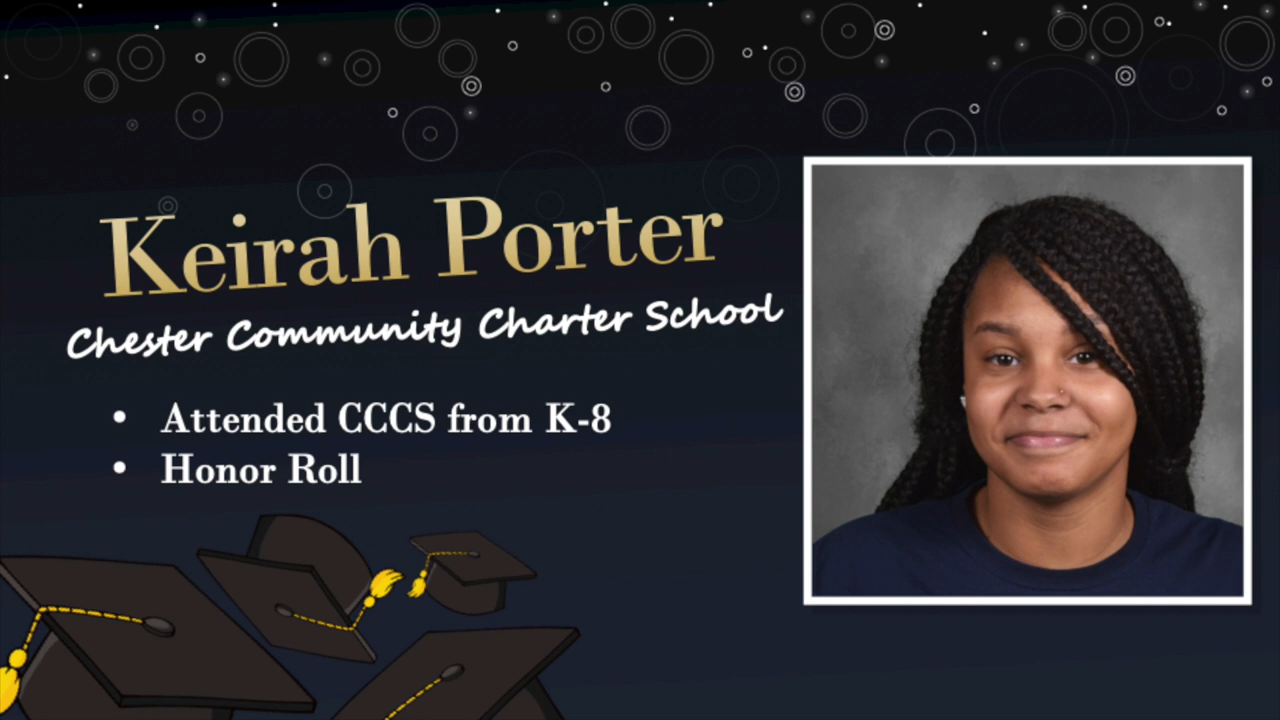 Keirah Porter
Chester Community Charter School
• Attended CCCS from K-8
• Honor Roll